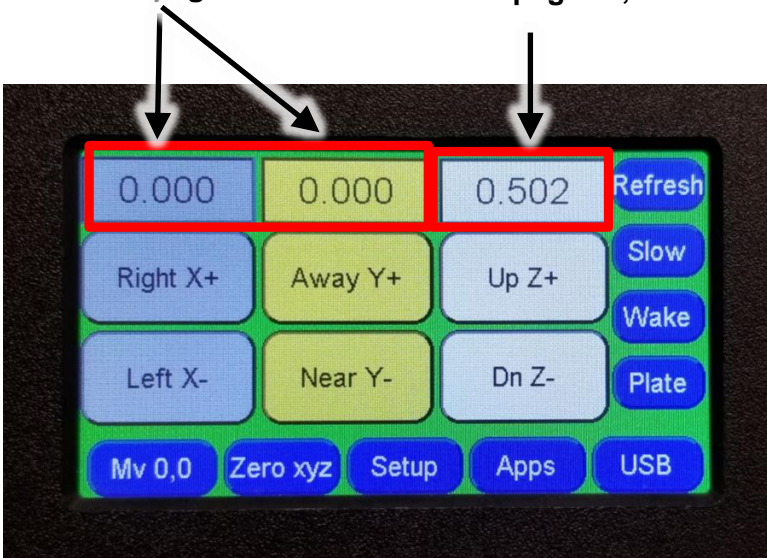 0.000 0.000 0.502 Refresh
Right X+ Away Y+ Up Z+ Slow
Wake
Left X- Near Y- Dn Z- Plate
Mv 0,0 Zero xyz Setup Apps USB